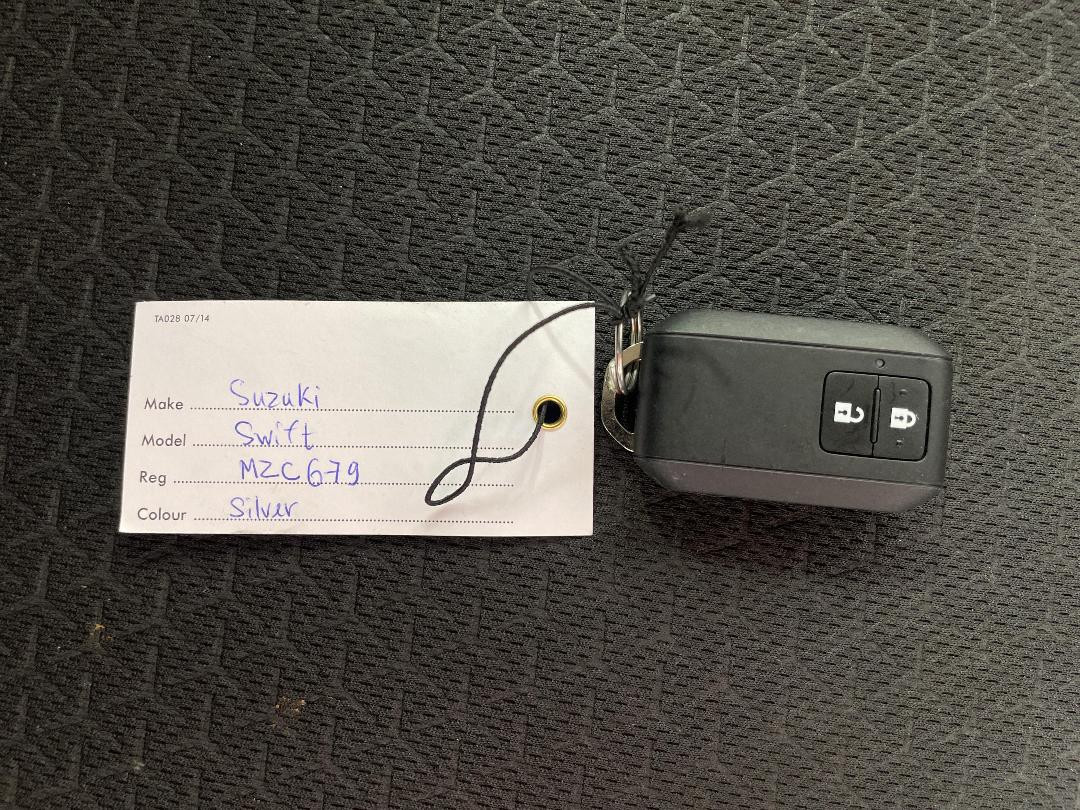 TA028 07/14
Make Suzuki
Model Swift
Reg MZC679
Colour Silver